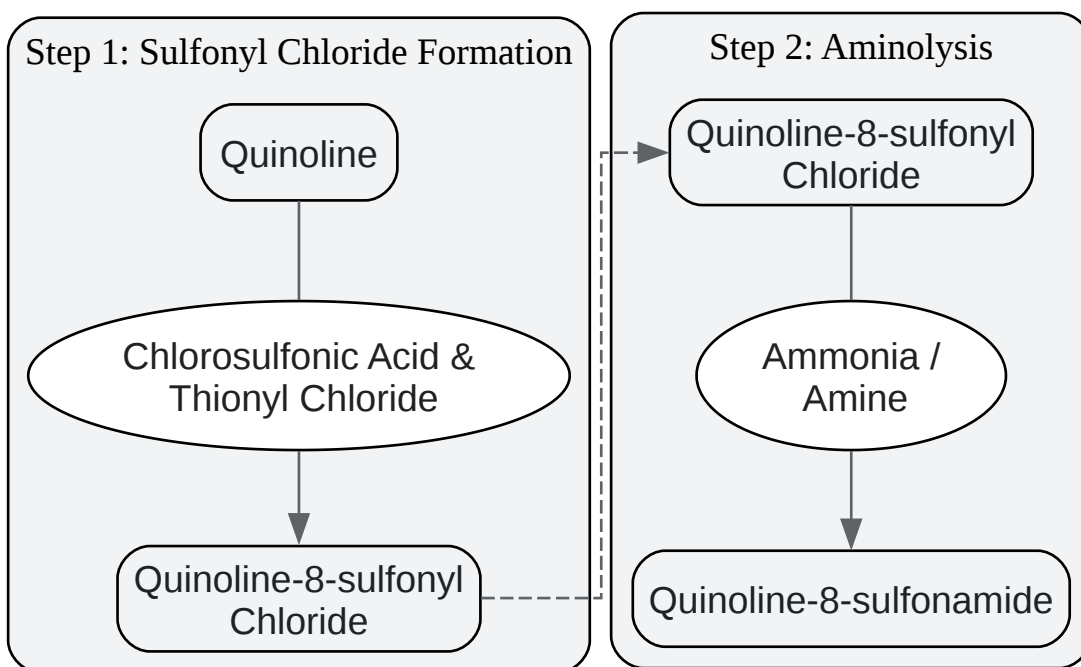 Step 1: Sulfonyl Chloride Formation
Quinoline
Chlorosulfonic Acid &
Thionyl Chloride
Quinoline-8-sulfonyl
Chloride
Step 2: Aminolysis
Quinoline-8-sulfonyl
Chloride
Ammonia /
Amine
Quinoline-8-sulfonamide